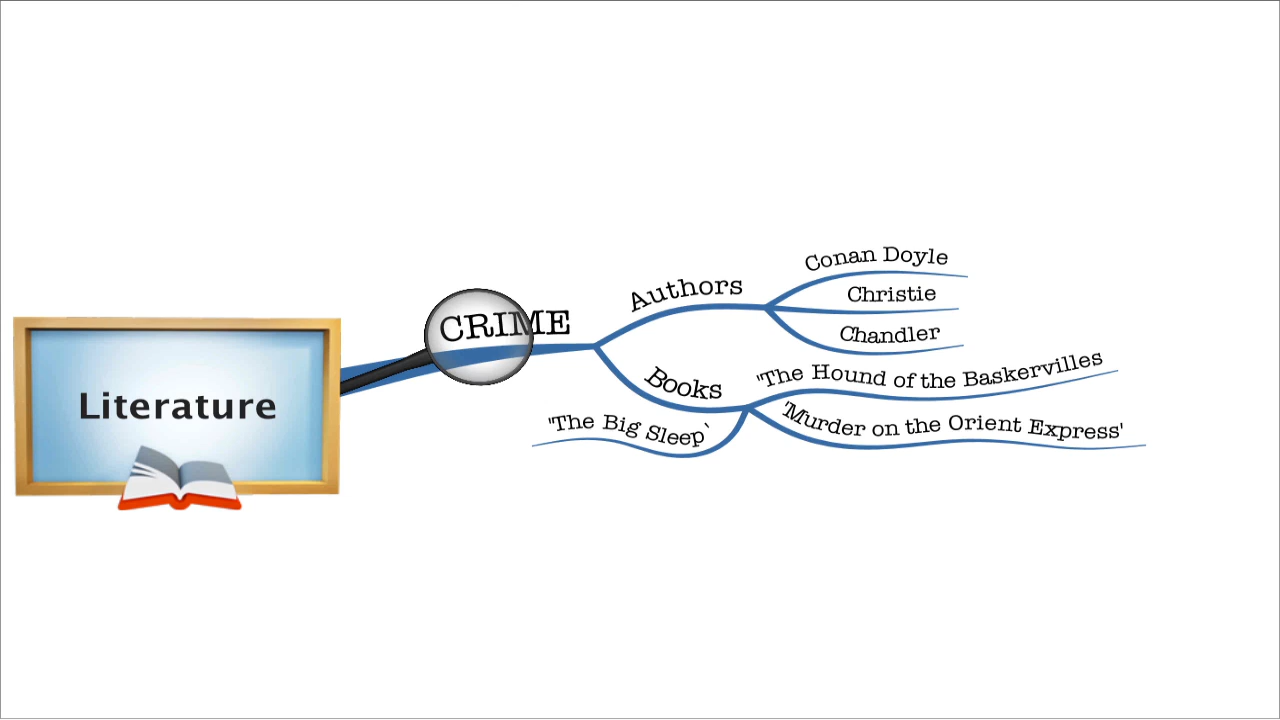 Literature
CRIME
Authors
Conan Doyle
Christie
Chandler
Books
"The Hound of the Baskervilles
'Murder on the Orient Express'
"The Big Sleep`